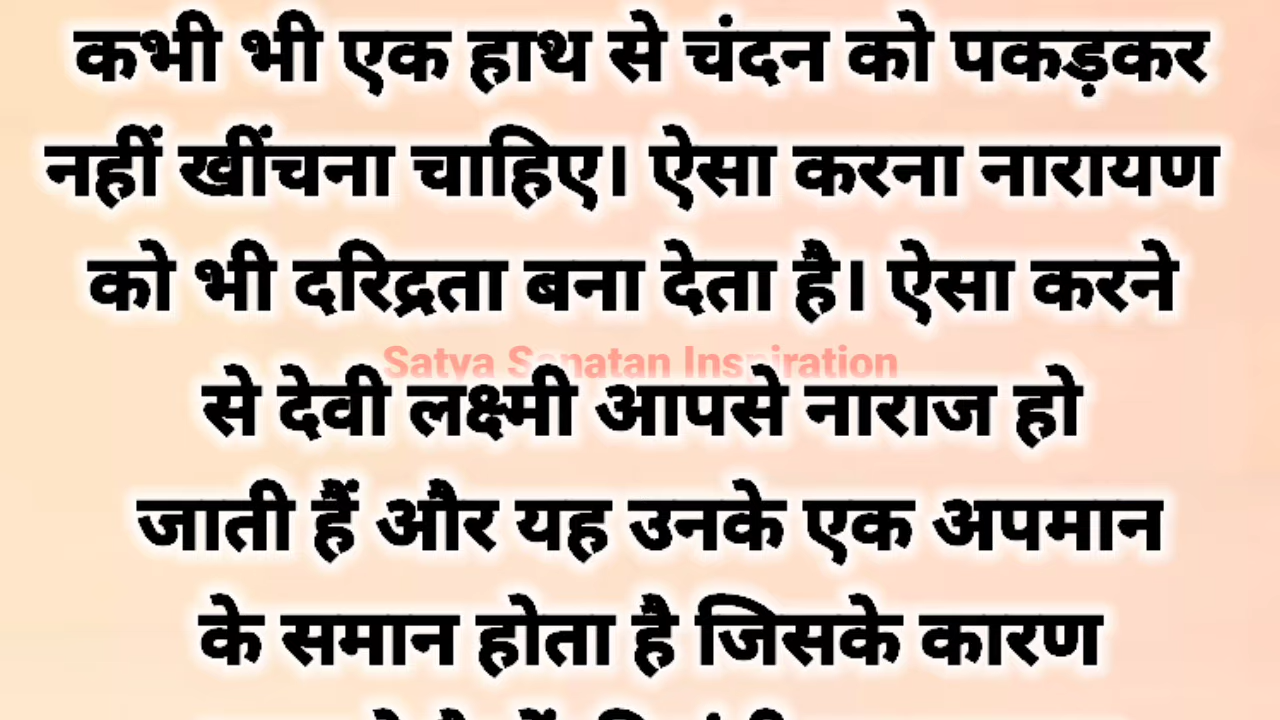 कभी भी एक हाथ से चंदन को पकड़कर
नहीं खींचना चाहिए। ऐसा करना नारायण
को भी दरिद्रता बना देता है। ऐसा करने
Satya Sanatan Inspiration
से देवी लक्ष्मी आपसे नाराज हो
जाती हैं और यह उनके एक अपमान
के समान होता है जिसके कारण